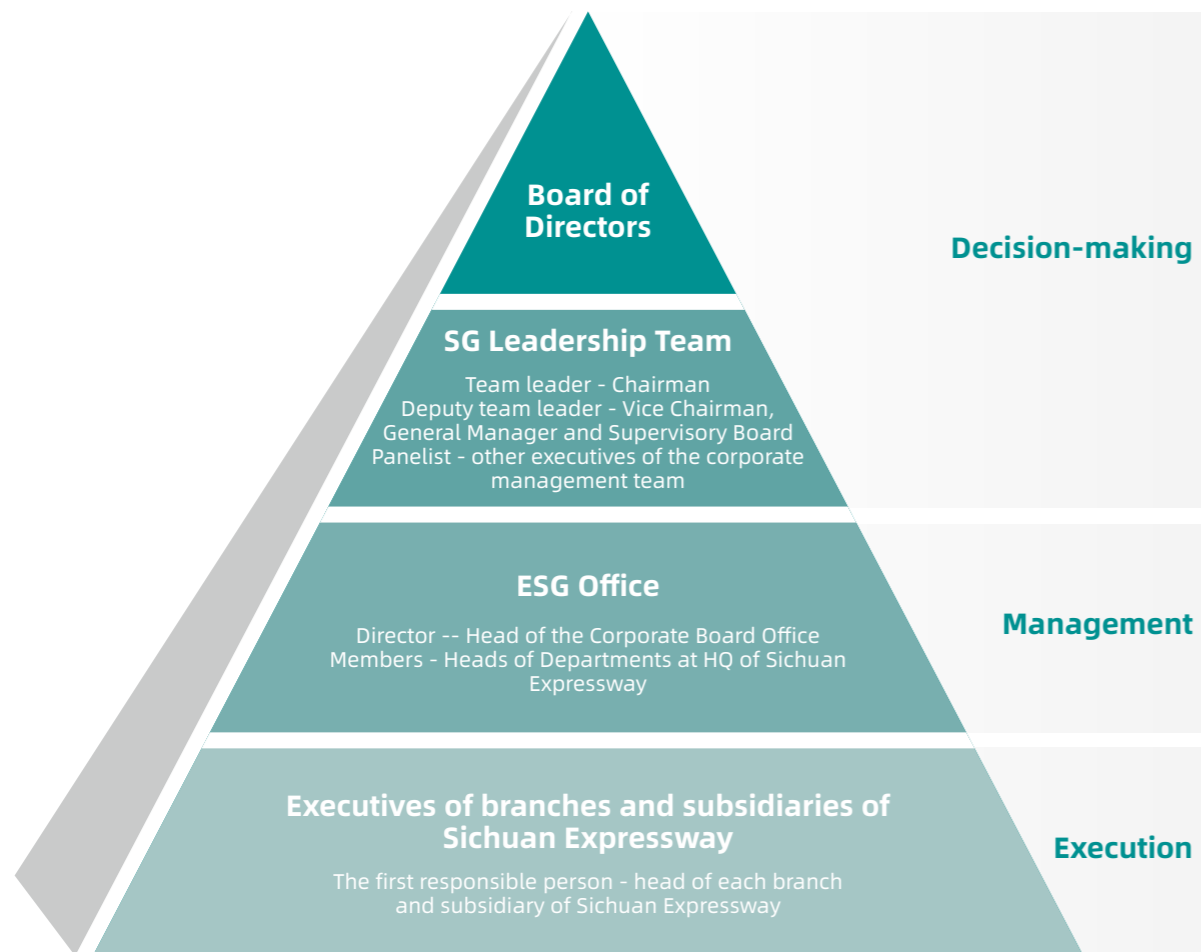 Board of
Directors
Decision-making
SG Leadership Team
Team leader - Chairman
Deputy team leader - Vice Chairman,
General Manager and Supervisory Board
Panelist - other executives of the corporate
management team
ESG Office
Management
Director -- Head of the Corporate Board Office
Members - Heads of Departments at HQ of Sichuan
Expressway
Executives of branches and subsidiaries of
Sichuan Expressway
Execution
The first responsible person - head of each branch
and subsidiary of Sichuan Expressway